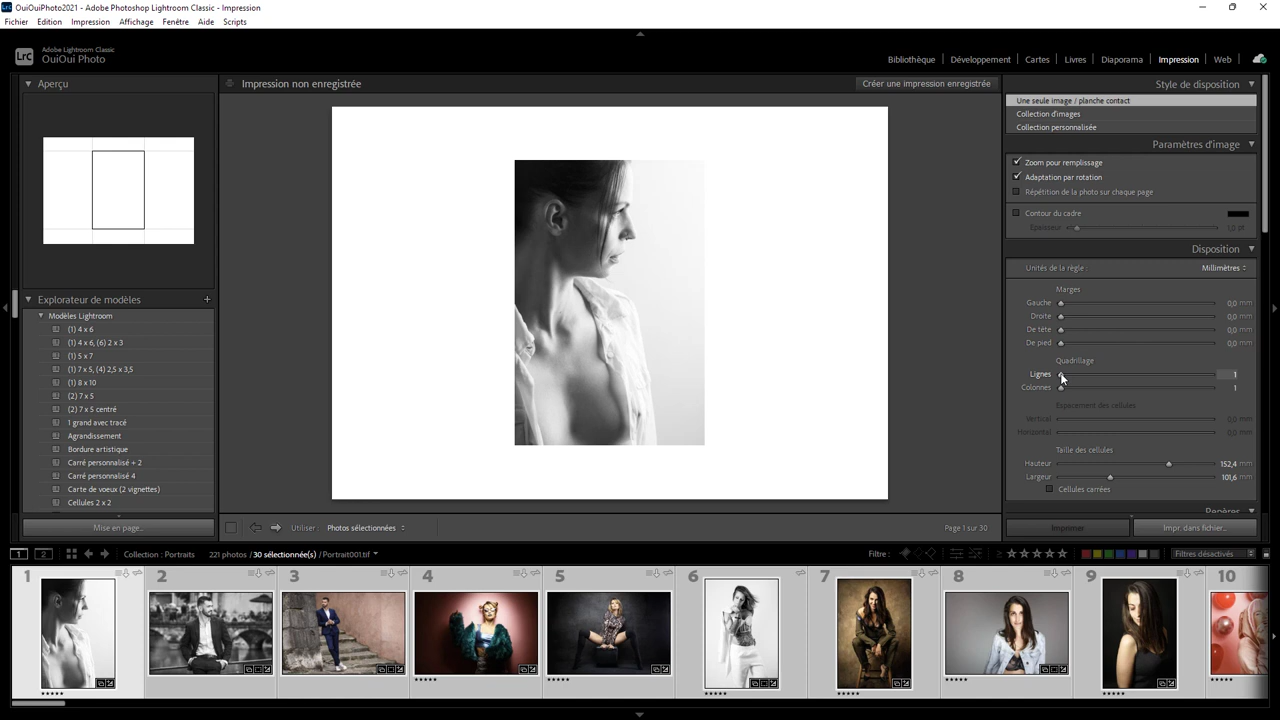 OuiOuiPhoto2021 - Adobe Photoshop Lightroom Classic - Impression
Fichier Edition Impression Affichage Fenêtre Aide Scripts
Lrc
Adobe Lightroom Classic
OuiOui Photo
Bibliothèque | Développement | Cartes | Livres | Diaporama | Impression | Web
Aperçu
Explorateur de modèles +
Modèles Lightroom
(1) 4 x 6
(1) 4 x 6, (6) 2 x 3
(1) 5 x 7
(1) 7 x 5, (4) 2,5 x 3,5
(1) 8 x 10
(2) 7 x 5
(2) 7 x 5 centré
1 grand avec tracé
Agrandissement
Bordure artistique
Carré personnalisé + 2
Carré personnalisé 4
Carte de voeux (2 vignettes)
Cellules 2 x 2
Mise en page...
Impression non enregistrée
Créer une impression enregistrée
Utiliser : Photos sélectionnées
Page 1 sur 30
Style de disposition
Une seule image / planche contact
Collection d'images
Collection personnalisée
Paramètres d'image
Zoom pour remplissage
Adaptation par rotation
Répétition de la photo sur chaque page
Contour du cadre
Epaisseur 1,0 pt
Disposition
Unités de la règle : Millimètres
Marges
Gauche 0,0 mm
Droite 0,0 mm
De tête 0,0 mm
De pied 0,0 mm
Quadrillage
Lignes 1
Colonnes 1
Espacement des cellules
Vertical 0,0 mm
Horizontal 0,0 mm
Taille des cellules
Hauteur 152,4 mm
Largeur 101,6 mm
Cellules carrées
Repères
Imprimer
Impr. dans fichier...
1 2 Collection : Portraits 221 photos / 30 sélectionnée(s) / Portrait001.tif
Filtre : Filtres désactivés
1 2 3 4 5 6 7 8 9 10